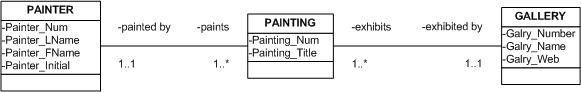 PAINTER
-Painter_Num
-Painter_LName
-Painter_FName
-Painter_Initial
-painted by
-paints
1..1
1..*
PAINTING
-Painting_Num
-Painting_Title
-exhibits
-exhibited by
1..*
1..1
GALLERY
-Galry_Number
-Galry_Name
-Galry_Web